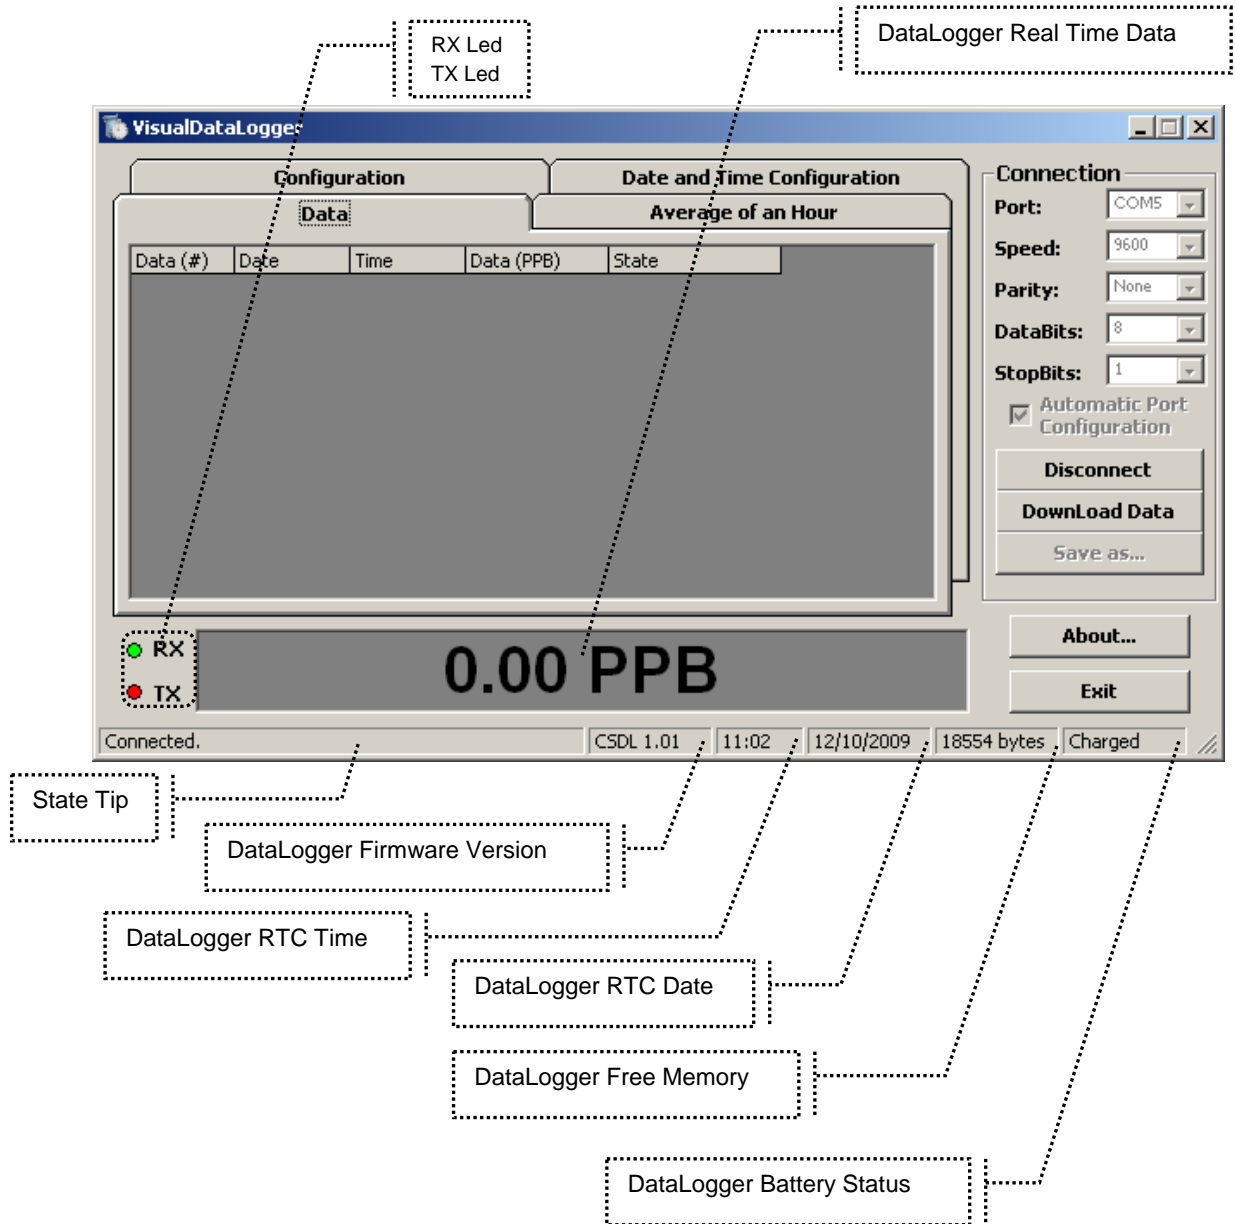 RX Led
TX Led
DataLogger Real Time Data
VisualDataLogger
Configuration
Date and Time Configuration
Data
Average of an Hour
Data (#) Date Time Data (PPB) State
Connection
Port: COM5
Speed: 9600
Parity: None
DataBits: 8
StopBits: 1
Automatic Port
Configuration
Disconnect
DownLoad Data
Save as...
RX
TX
0.00 PPB
About...
Exit
Connected. CSDL 1.01 11:02 12/10/2009 18554 bytes Charged
State Tip
DataLogger Firmware Version
DataLogger RTC Time
DataLogger RTC Date
DataLogger Free Memory
DataLogger Battery Status